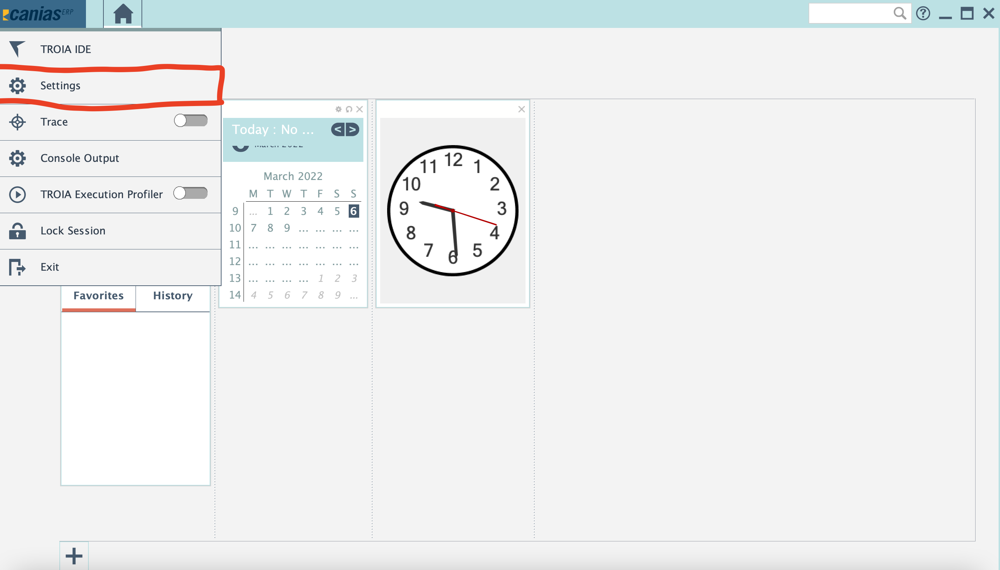 canias ERP
TROIA IDE
Settings
Trace
Console Output
TROIA Execution Profiler
Lock Session
Exit
Favorites History
Today : No ...
< >
March 2022
March 2022
M T W T F S S
9 ... 1 2 3 4 5 6
10 7 8 9 ... ... ... ...
11 ... ... ... ... ... ... ...
12 ... ... ... ... ... ... ...
13 ... ... ... ... 1 2 3
14 4 5 6 7 8 9 ...
12
11 1
10 2
9 3
8 4
7 5
6